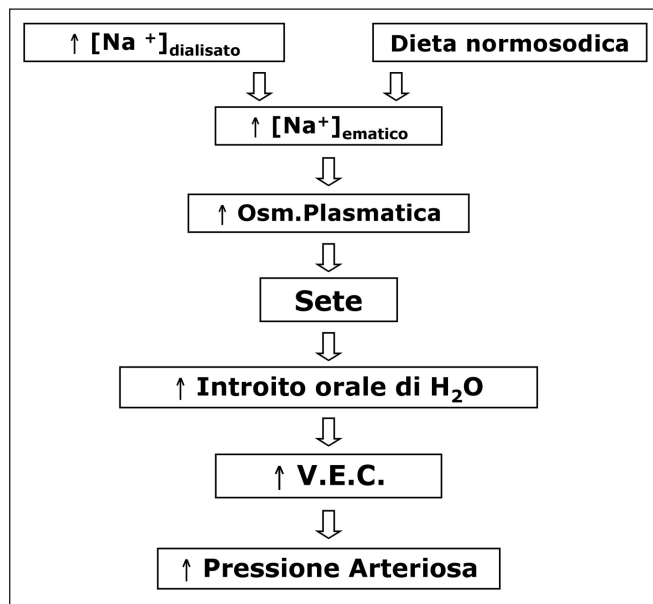 ↑ [Na +]dialisato
Dieta normosodica
↑ [Na+]ematico
↑ Osm.Plasmatica
Sete
↑ Introito orale di H2O
↑ V.E.C.
↑ Pressione Arteriosa